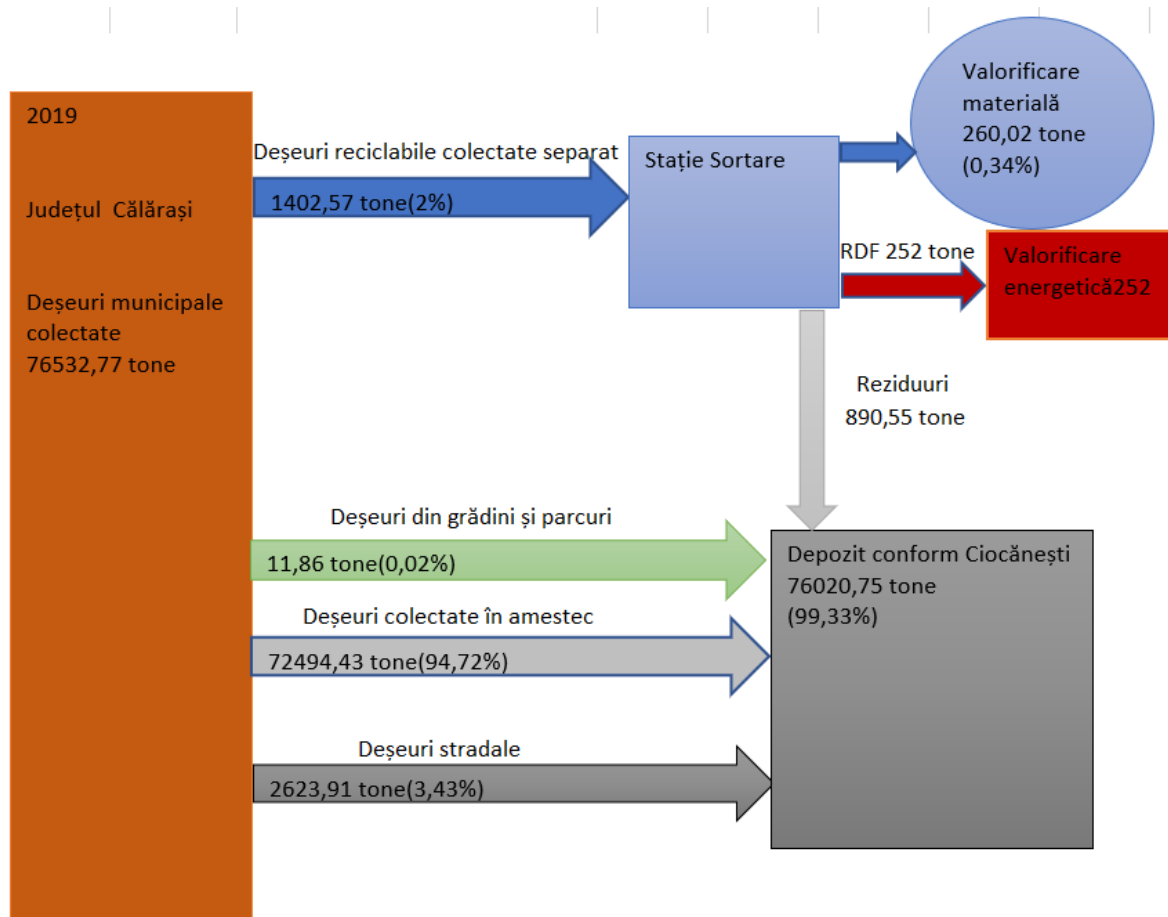 2019
Județul  Călărași
Deșeuri municipale
colectate
76532,77 tone
Deșeuri reciclabile colectate separat
1402,57 tone(2%)
Stație Sortare
Valorificare
materială
260,02 tone
(0,34%)
RDF 252 tone
Valorificare
energetică252
Reziduuri
890,55 tone
Deșeuri din grădini și parcuri
11,86 tone(0,02%)
Deșeuri colectate în amestec
72494,43 tone(94,72%)
Deșeuri stradale
2623,91 tone(3,43%)
Depozit conform Ciocănești
76020,75 tone
(99,33%)